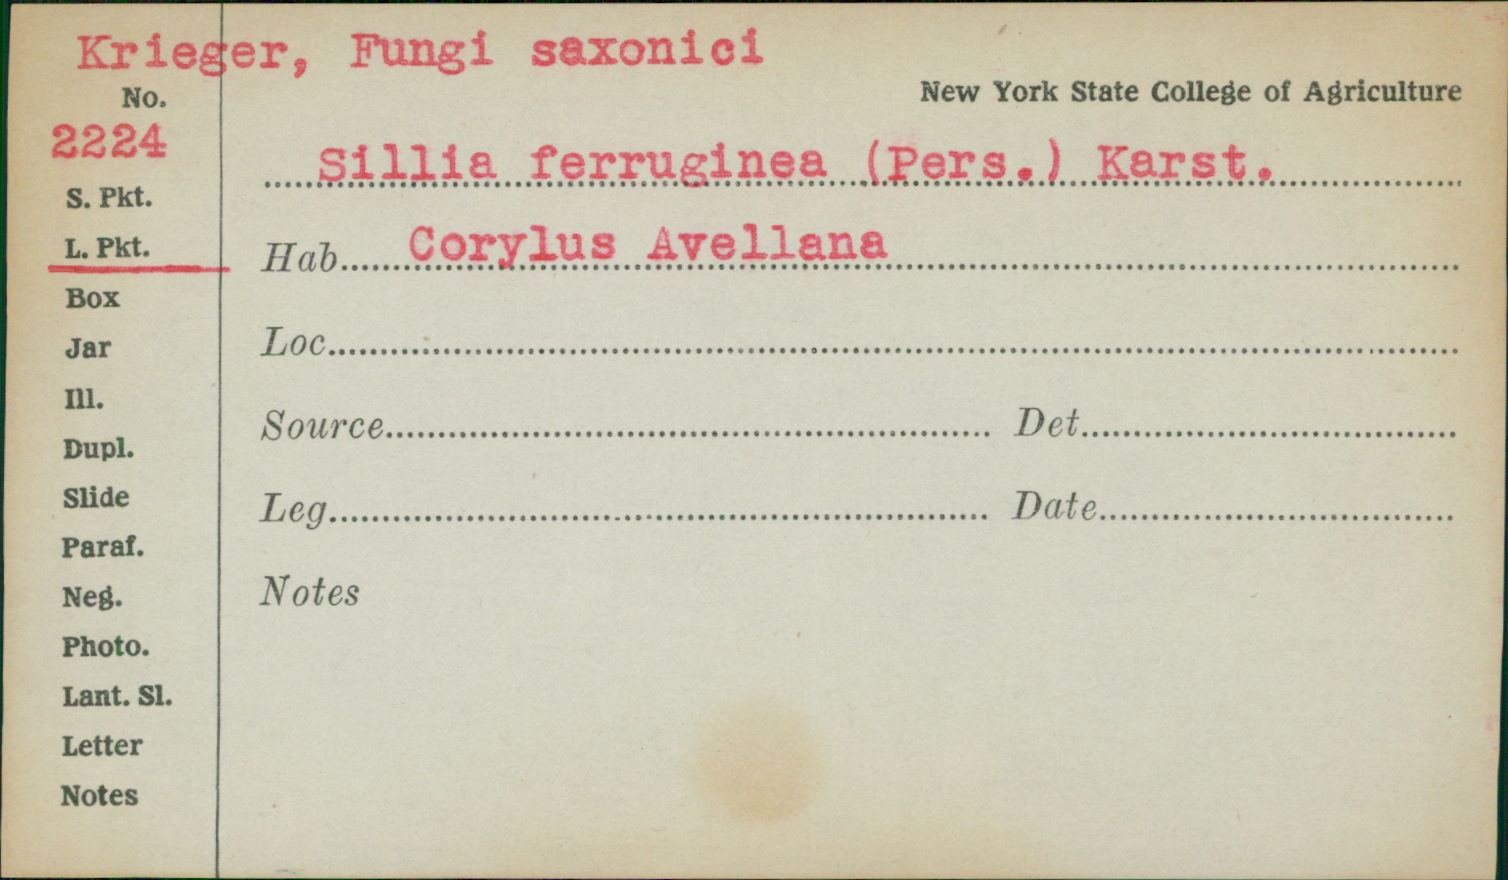 Krieger, Fungi saxonici
No.
New York State College of Agriculture
2224
Sillia ferruginea (Pers.) Karst.
S. Pkt.
L. Pkt.
Hab. Corylus Avellana
Box
Jar
Loc.
Ill.
Source Det.
Dupl.
Slide
Leg. Date
Paraf.
Neg.
Notes
Photo.
Lant. Sl.
Letter
Notes